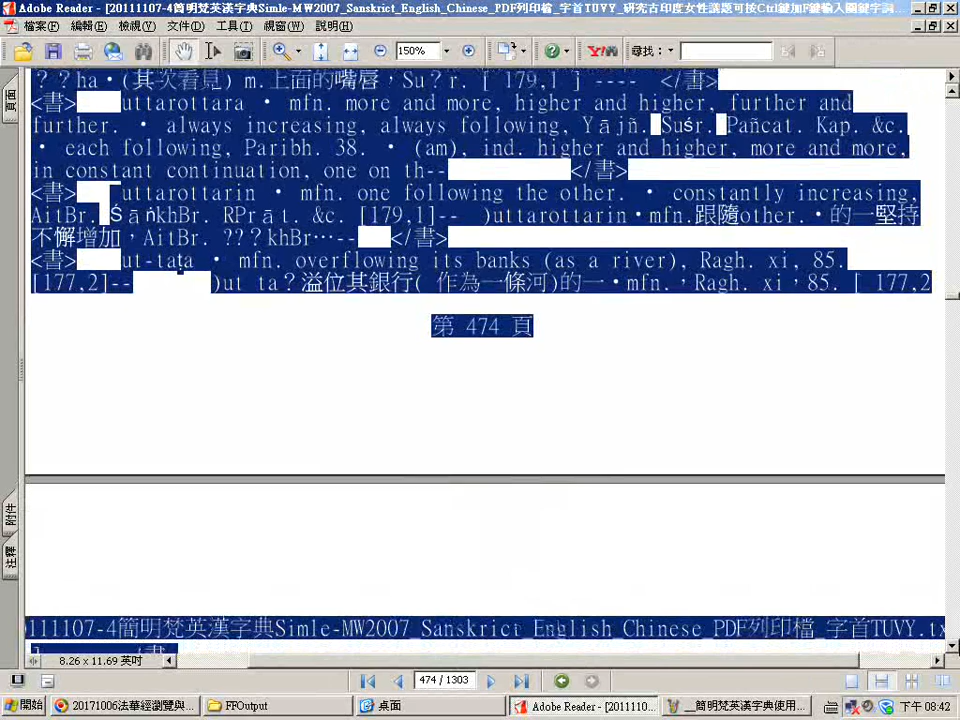 Adobe Reader - [20111107-4簡明梵英漢字典Simle-MW2007_Sanskrict_English_Chinese_PDF列印檔_字首TUVY_研究古印度女性議題可按Ctrl鍵加F鍵輸入關鍵字詞...
檔案(F) 編輯(E) 檢視(V) 文件(D) 工具(T) 視窗(W) 說明(H)
150% Y! 尋找:
頁面
附件
注釋
??ha‧(其次看見) m.上面的嘴唇，Su?r. [ 179,1 ] ---- </書>
<書> uttarottara ‧ mfn. more and more, higher and higher, further and
further. ‧ always increasing, always following, Yājñ. Suśr. Pañcat. Kap. &c.
‧ each following, Paribh. 38. ‧ (am), ind. higher and higher, more and more,
in constant continuation, one on th-- </書>
<書> uttarottarin ‧ mfn. one following the other. ‧ constantly increasing,
AitBr. ŚāṅkhBr. RPrāt. &c. [179,1]-- )uttarottarin‧mfn.跟隨other.‧的一堅持
不懈增加，AitBr. ???khBr…-- </書>
<書> ut-taṭa ‧ mfn. overflowing its banks (as a river), Ragh. xi, 85.
[177,2]-- )ut ta？溢位其銀行( 作為一條河)的一‧mfn.，Ragh. xi，85. [ 177,2
第 474 頁
111107-4簡明梵英漢字典Simle-MW2007_Sanskrict_English_Chinese_PDF列印檔_字首TUVY.tx
8.26 x 11.69 英吋
474 / 1303
開始 20171006法華經瀏覽與... FFOutput 桌面 Adobe Reader - [2011110... __簡明梵英漢字典使用... 下午 08:42